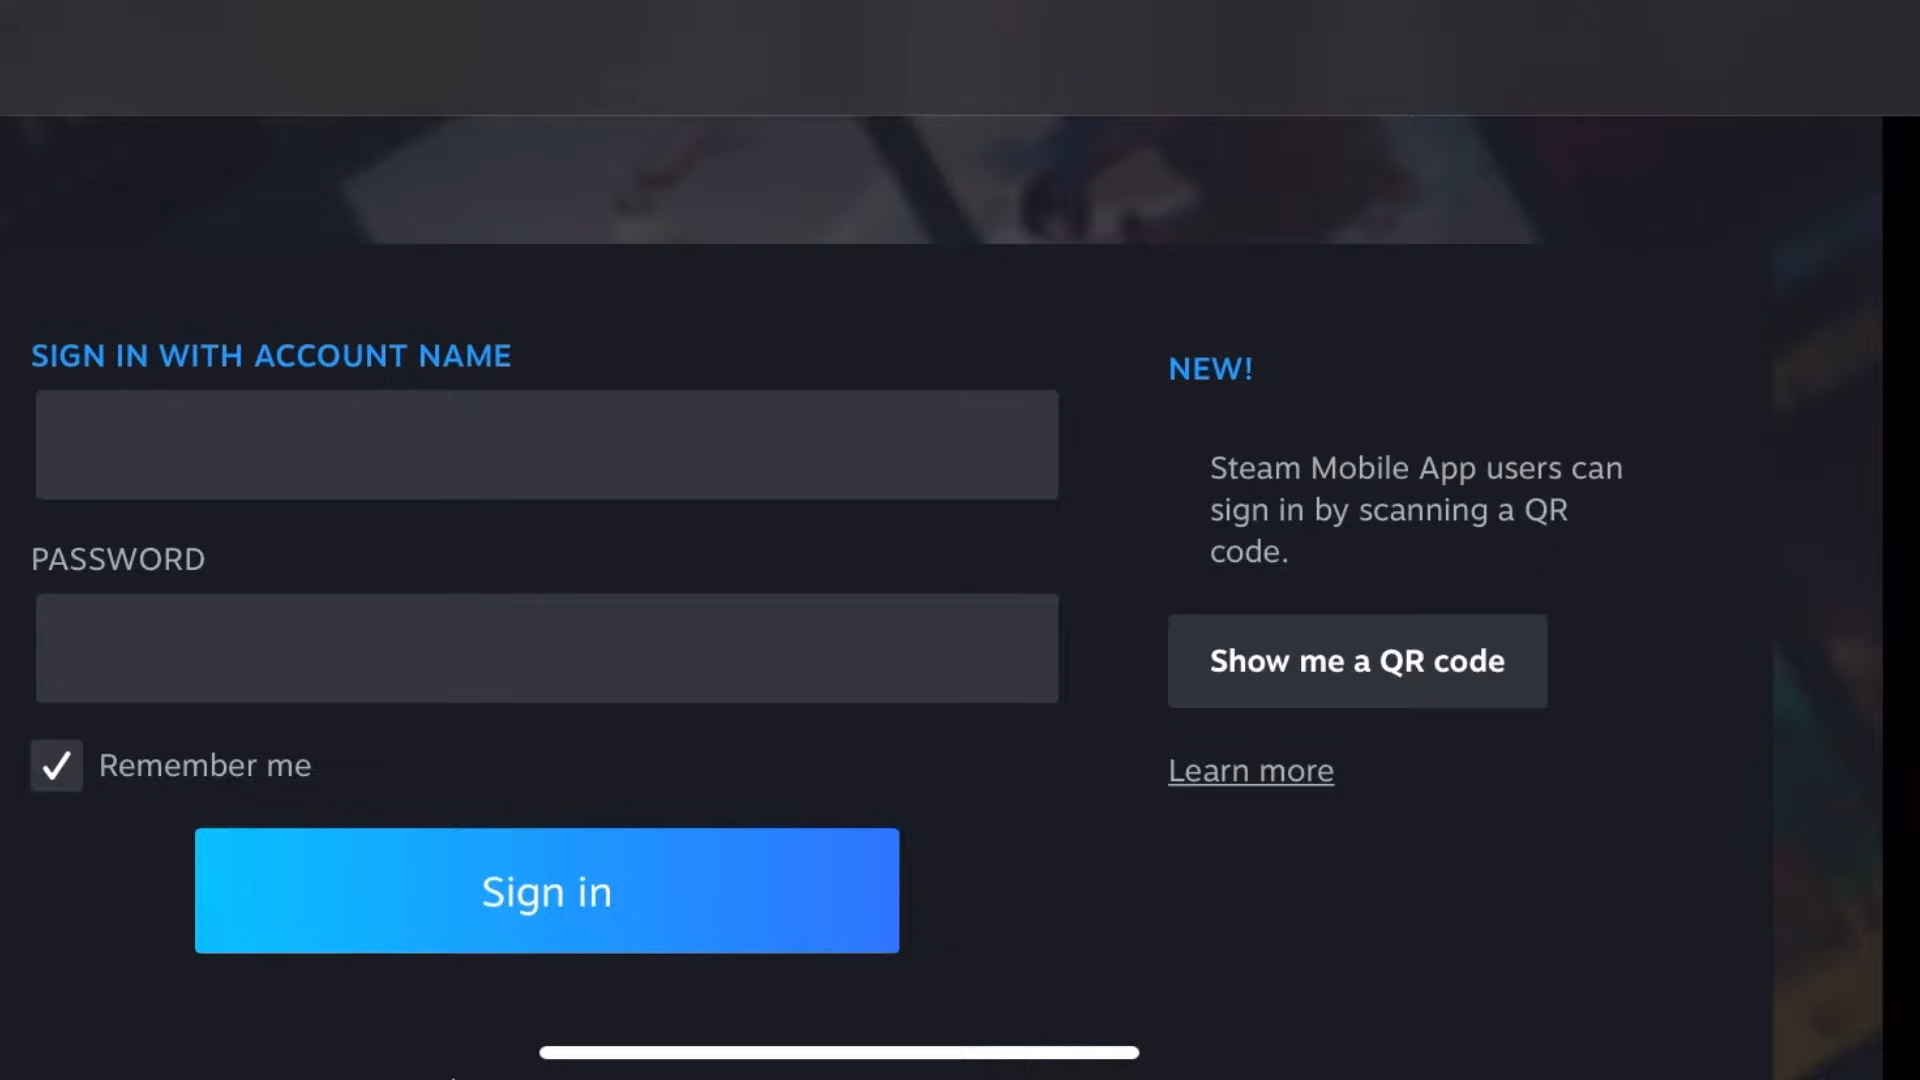 SIGN IN WITH ACCOUNT NAME
PASSWORD
Remember me
Sign in
NEW!
Steam Mobile App users can
sign in by scanning a QR
code.
Show me a QR code
Learn more